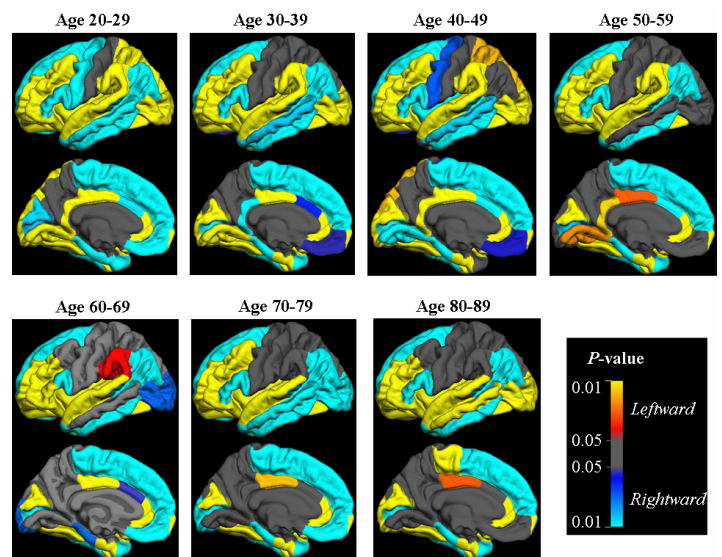 Age 20-29
Age 30-39
Age 40-49
Age 50-59
Age 60-69
Age 70-79
Age 80-89
P-value
0.01
Leftward
0.05
0.05
Rightward
0.01